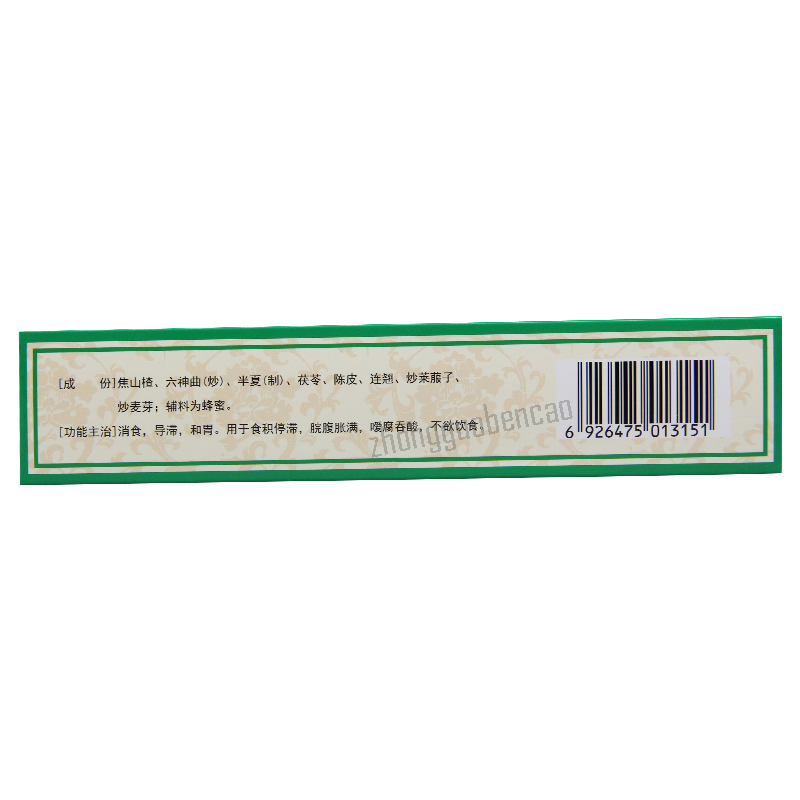 [成　份]焦山楂、六神曲(炒)、半夏(制)、茯苓、陈皮、连翘、炒莱菔子、
炒麦芽；辅料为蜂蜜。
[功能主治]消食，导滞，和胃。用于食积停滞，脘腹胀满，嗳腐吞酸，不欲饮食。
zhongguobencao
6 926475 013151